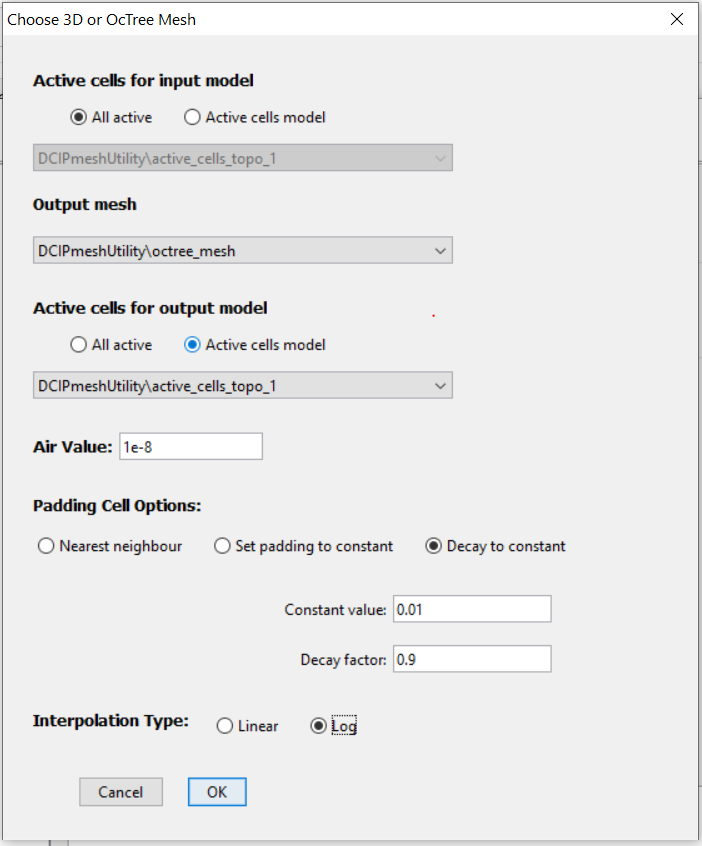 Choose 3D or OcTree Mesh
Active cells for input model
All active Active cells model
DCIPmeshUtility\active_cells_topo_1
Output mesh
DCIPmeshUtility\octree_mesh
Active cells for output model
All active Active cells model
DCIPmeshUtility\active_cells_topo_1
Air Value: 1e-8
Padding Cell Options:
Nearest neighbour Set padding to constant Decay to constant
Constant value: 0.01
Decay factor: 0.9
Interpolation Type: Linear Log
Cancel OK